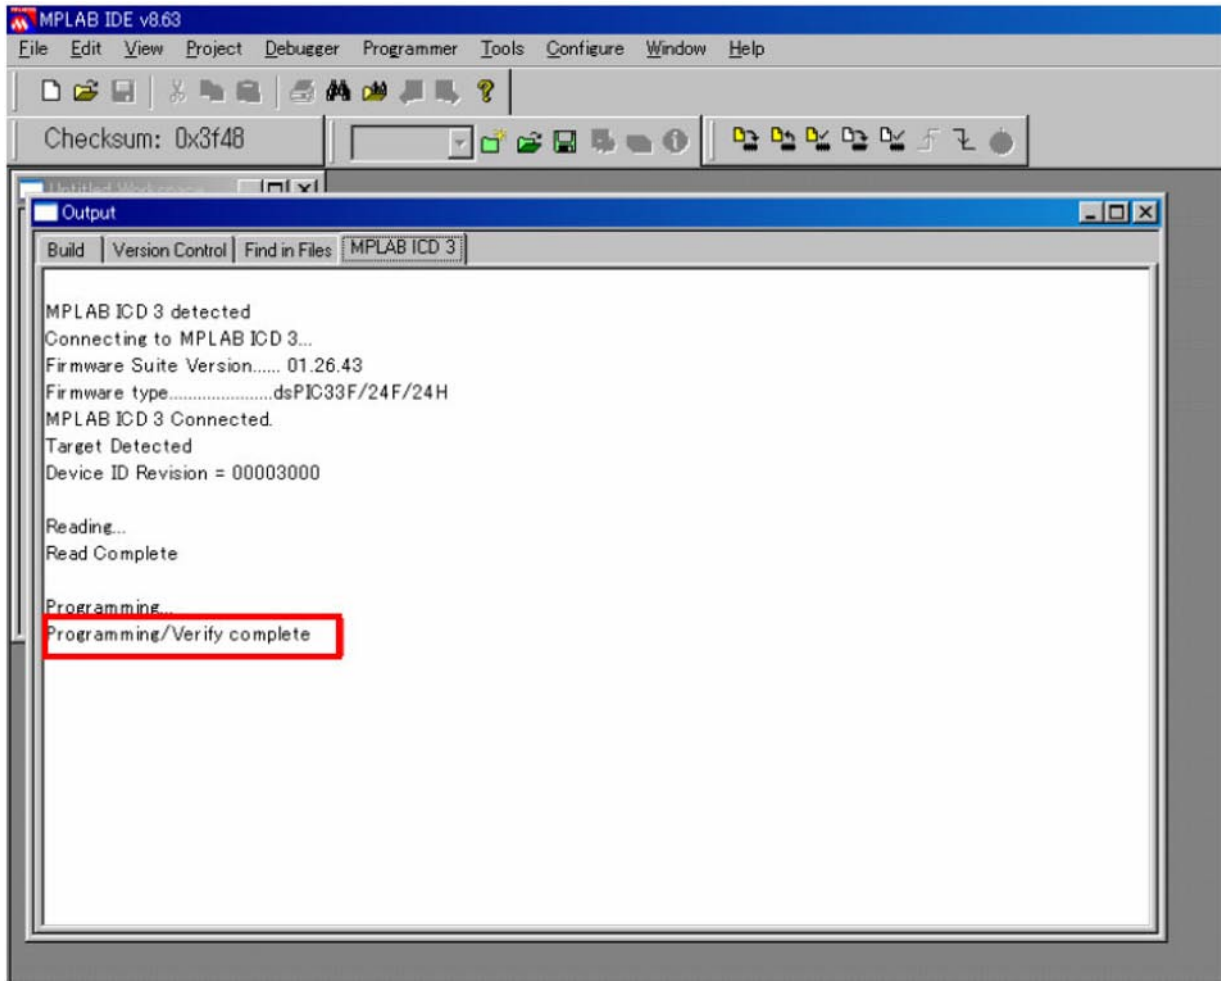 MPLAB IDE v8.63
File Edit View Project Debugger Programmer Tools Configure Window Help
Checksum: 0x3f48
Untitled Workspace
Output
Build Version Control Find in Files MPLAB ICD 3
MPLAB ICD 3 detected
Connecting to MPLAB ICD 3...
Firmware Suite Version...... 01.26.43
Firmware type......................dsPIC33F/24F/24H
MPLAB ICD 3 Connected.
Target Detected
Device ID Revision = 00003000
Reading...
Read Complete
Programming...
Programming/Verify complete